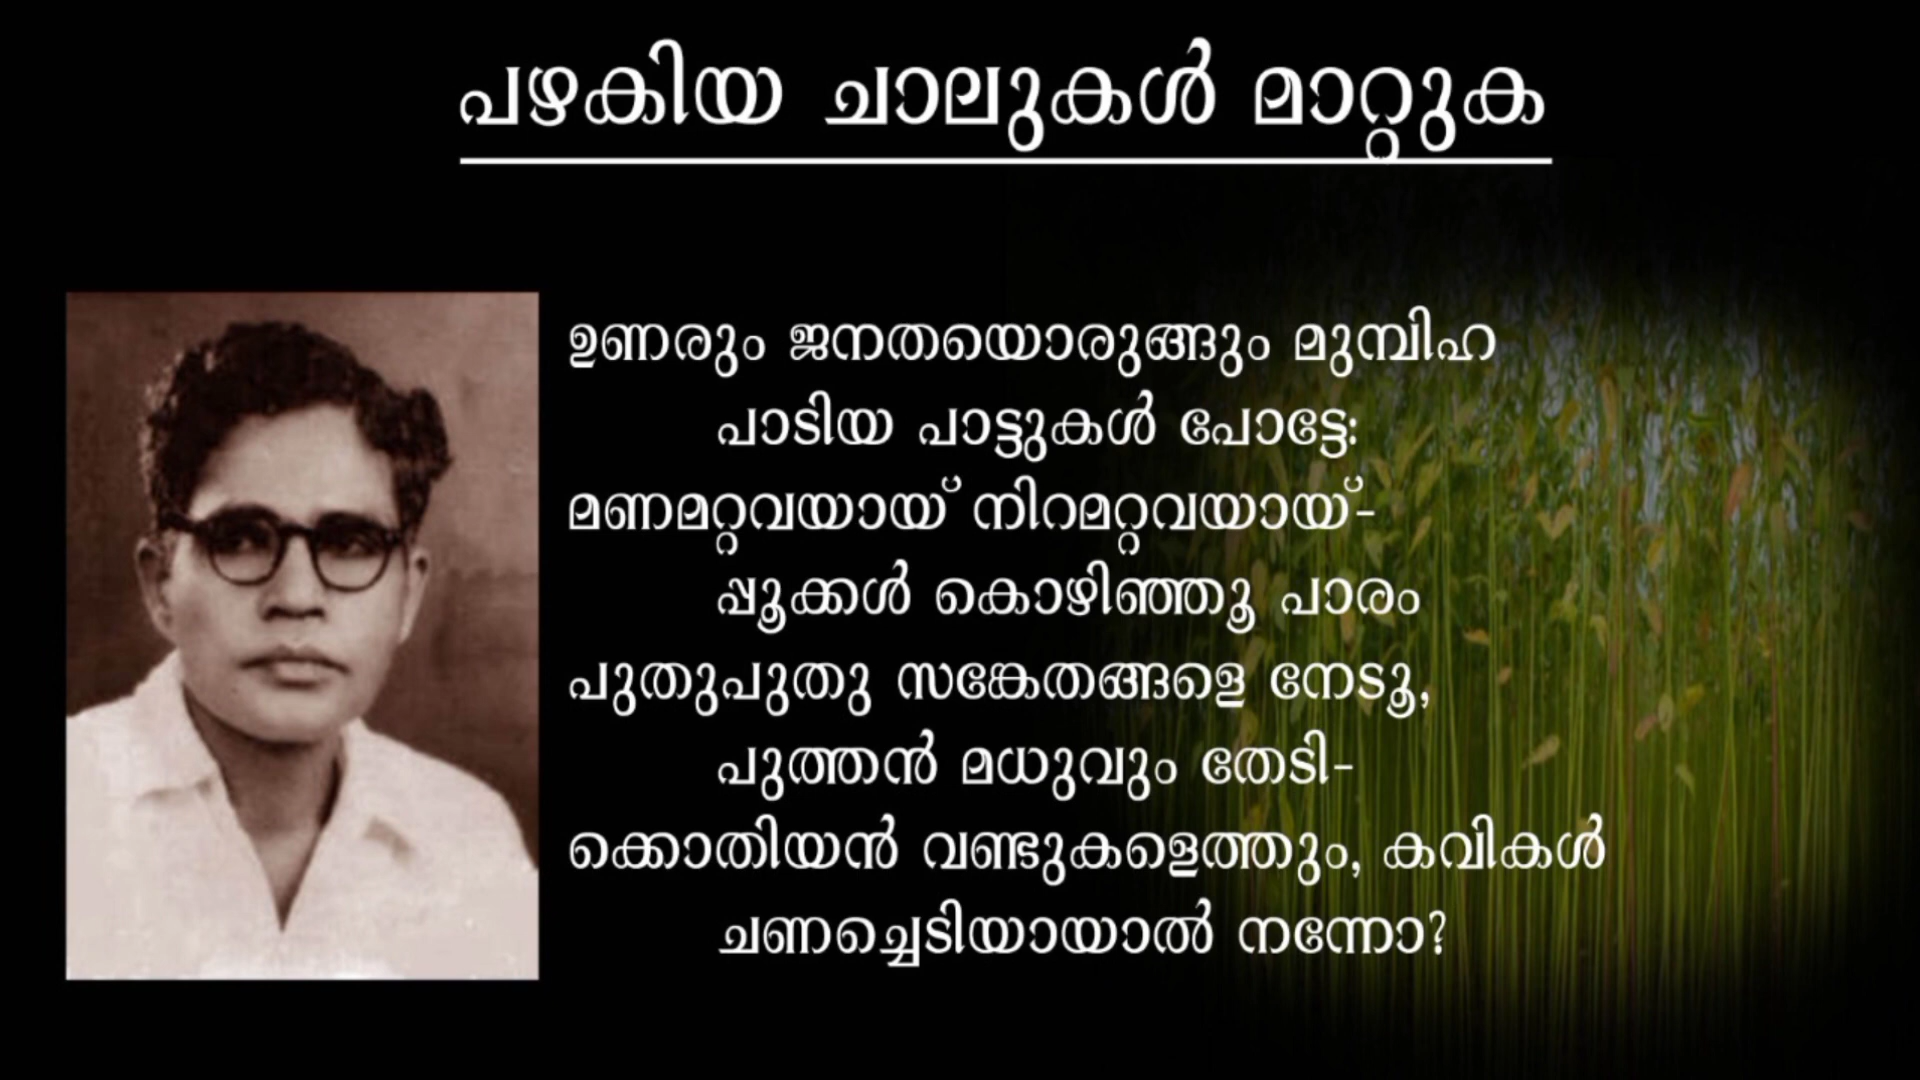 പഴകിയ ചാലുകൾ മാറ്റുക
ഉണരും ജനതയൊരുങ്ങും മുമ്പിഹ
പാടിയ പാട്ടുകൾ പോട്ടേ:
മണമറ്റവയായ് നിറമറ്റവയായ്-
പ്പൂക്കൾ കൊഴിഞ്ഞൂ പാരം
പുതുപുതു സങ്കേതങ്ങളെ നേടൂ,
പുത്തൻ മധുവും തേടി-
ക്കൊതിയൻ വണ്ടുകളെത്തും, കവികൾ
ചണച്ചെടിയായാൽ നന്നോ?